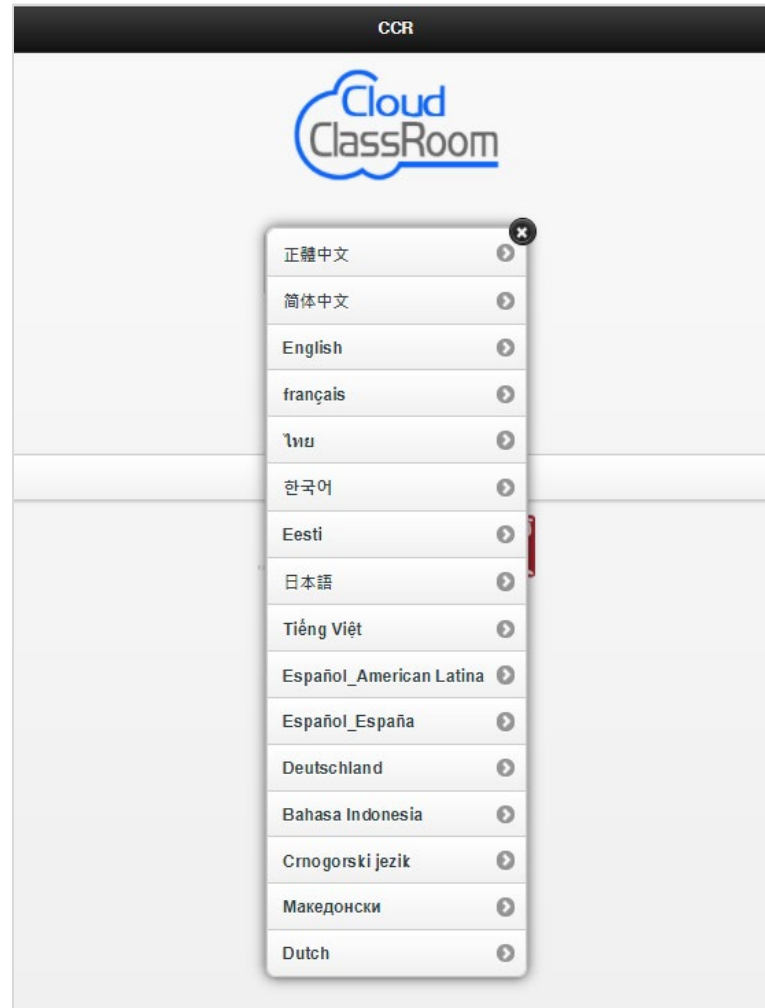 CCR
Cloud
ClassRoom
正體中文
简体中文
English
français
ไทย
한국어
Eesti
日本語
Tiếng Việt
Español_American Latina
Español_España
Deutschland
Bahasa Indonesia
Crnogorski jezik
Македонски
Dutch